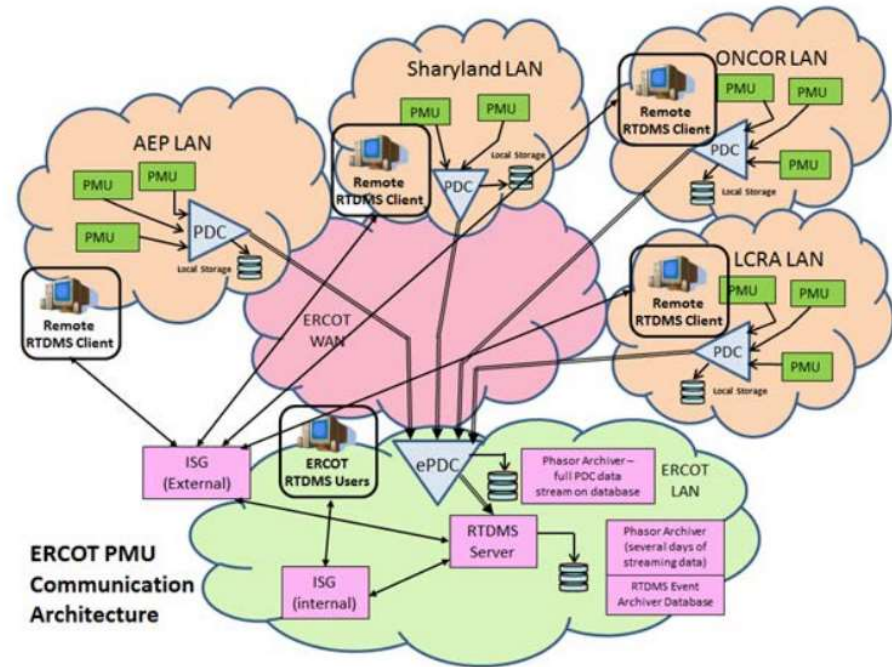 Sharyland LAN
PMU
PMU
Remote
RTDMS Client
PDC
Local Storage
ONCOR LAN
Remote
RTDMS Client
PMU
PMU
PDC
PMU
Local Storage
AEP LAN
PMU
PMU
PMU
PDC
Local Storage
Remote
RTDMS Client
ERCOT
WAN
LCRA LAN
Remote
RTDMS Client
PMU
PMU
PDC
PMU
Local Storage
ISG
(External)
ERCOT
RTDMS Users
ePDC
Phasor Archiver –
full PDC data
stream on database
ERCOT
LAN
RTDMS
Server
Phasor Archiver
(several days of
streaming data)
RTDMS Event
Archiver Database
ISG
(internal)
ERCOT PMU
Communication
Architecture